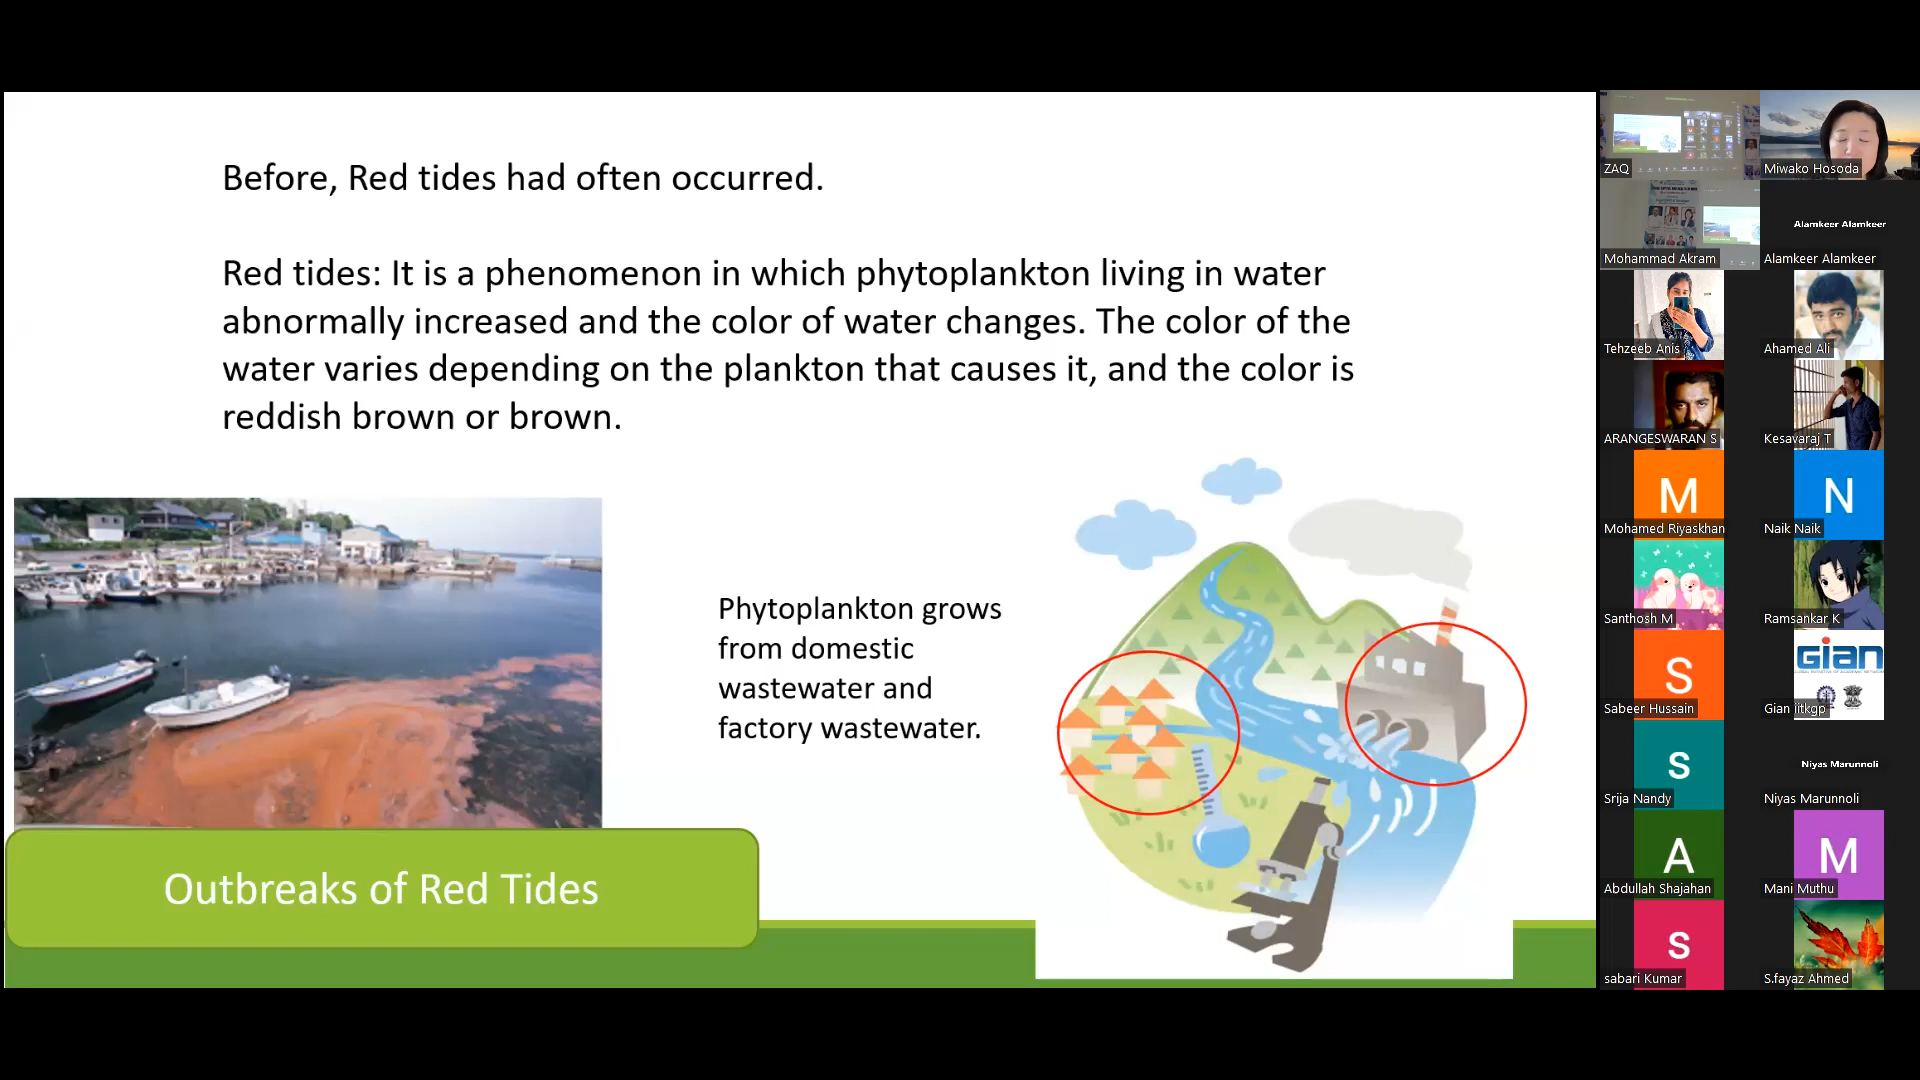 Before, Red tides had often occurred.
Red tides: It is a phenomenon in which phytoplankton living in water
abnormally increased and the color of water changes. The color of the
water varies depending on the plankton that causes it, and the color is
reddish brown or brown.
Phytoplankton grows
from domestic
wastewater and
factory wastewater.
Outbreaks of Red Tides
ZAQ
Miwako Hosoda
Mohammad Akram
Alamkeer Alamkeer
Alamkeer Alamkeer
Tehzeeb Anis
Ahamed Ali
ARANGESWARAN S
Kesavaraj T
M
Mohamed Riyaskhan
N
Naik Naik
Santhosh M
Ramsankar K
S
Sabeer Hussain
Gian
Gian iitkgp
S
Srija Nandy
Niyas Marunnoli
Niyas Marunnoli
A
Abdullah Shajahan
M
Mani Muthu
s
sabari Kumar
S.fayaz Ahmed